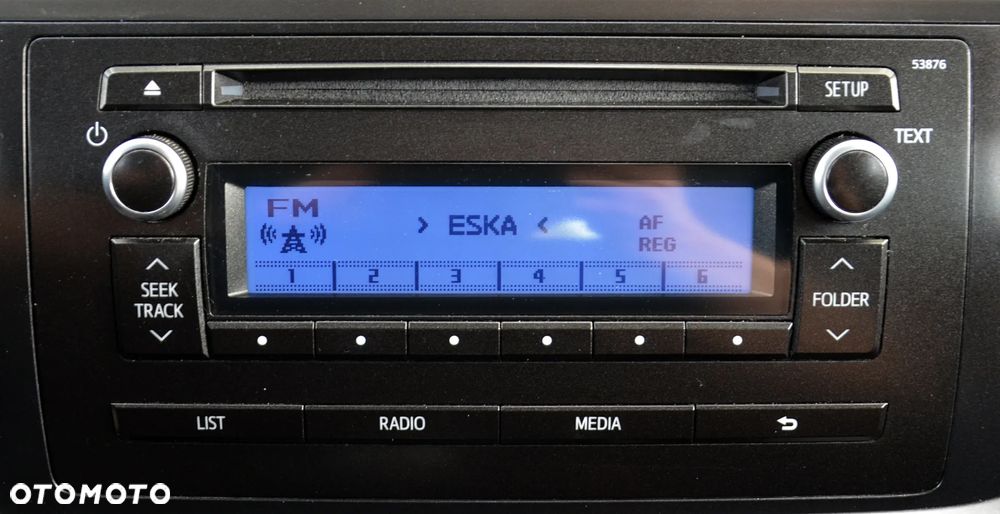 53876
SETUP
TEXT
FM
> ESKA <
AF
REG
1 2 3 4 5 6
SEEK
TRACK
FOLDER
LIST RADIO MEDIA
OTOMOTO